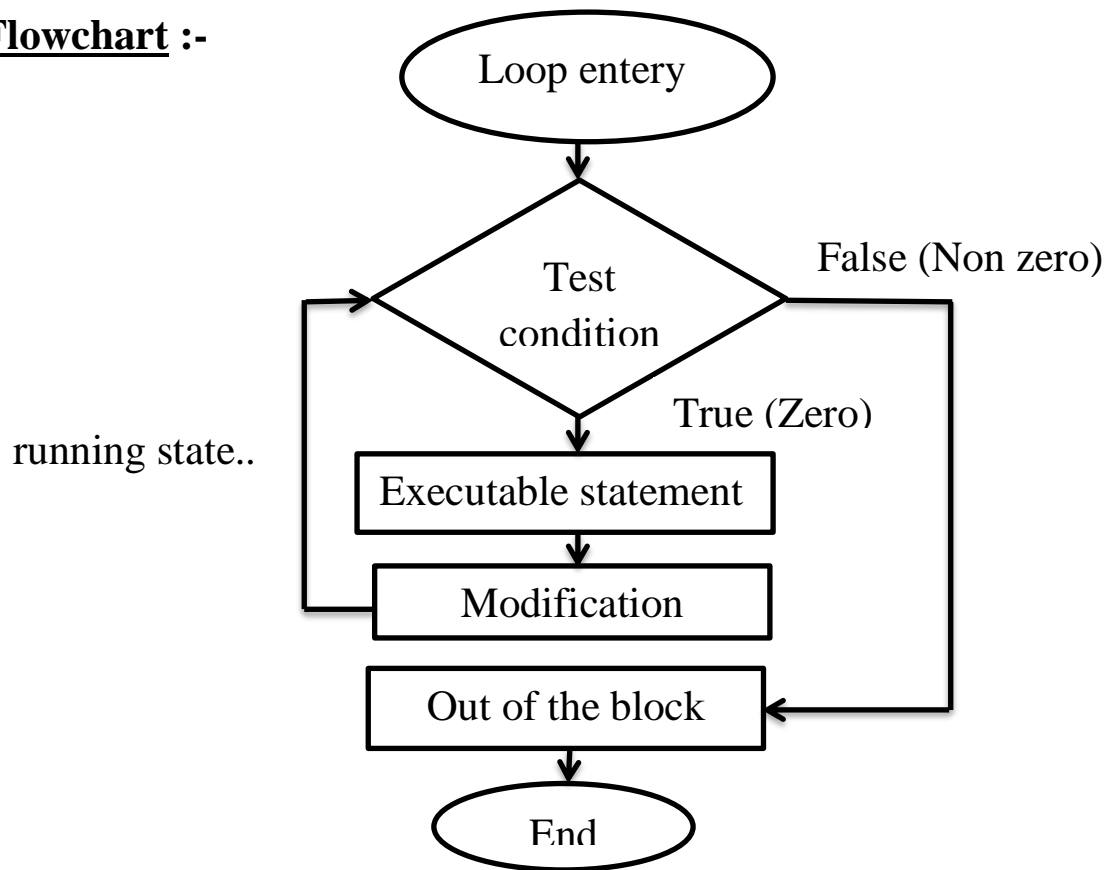 Flowchart :-
Loop entery
Test
condition
False (Non zero)
True (Zero)
running state..
Executable statement
Modification
Out of the block
End